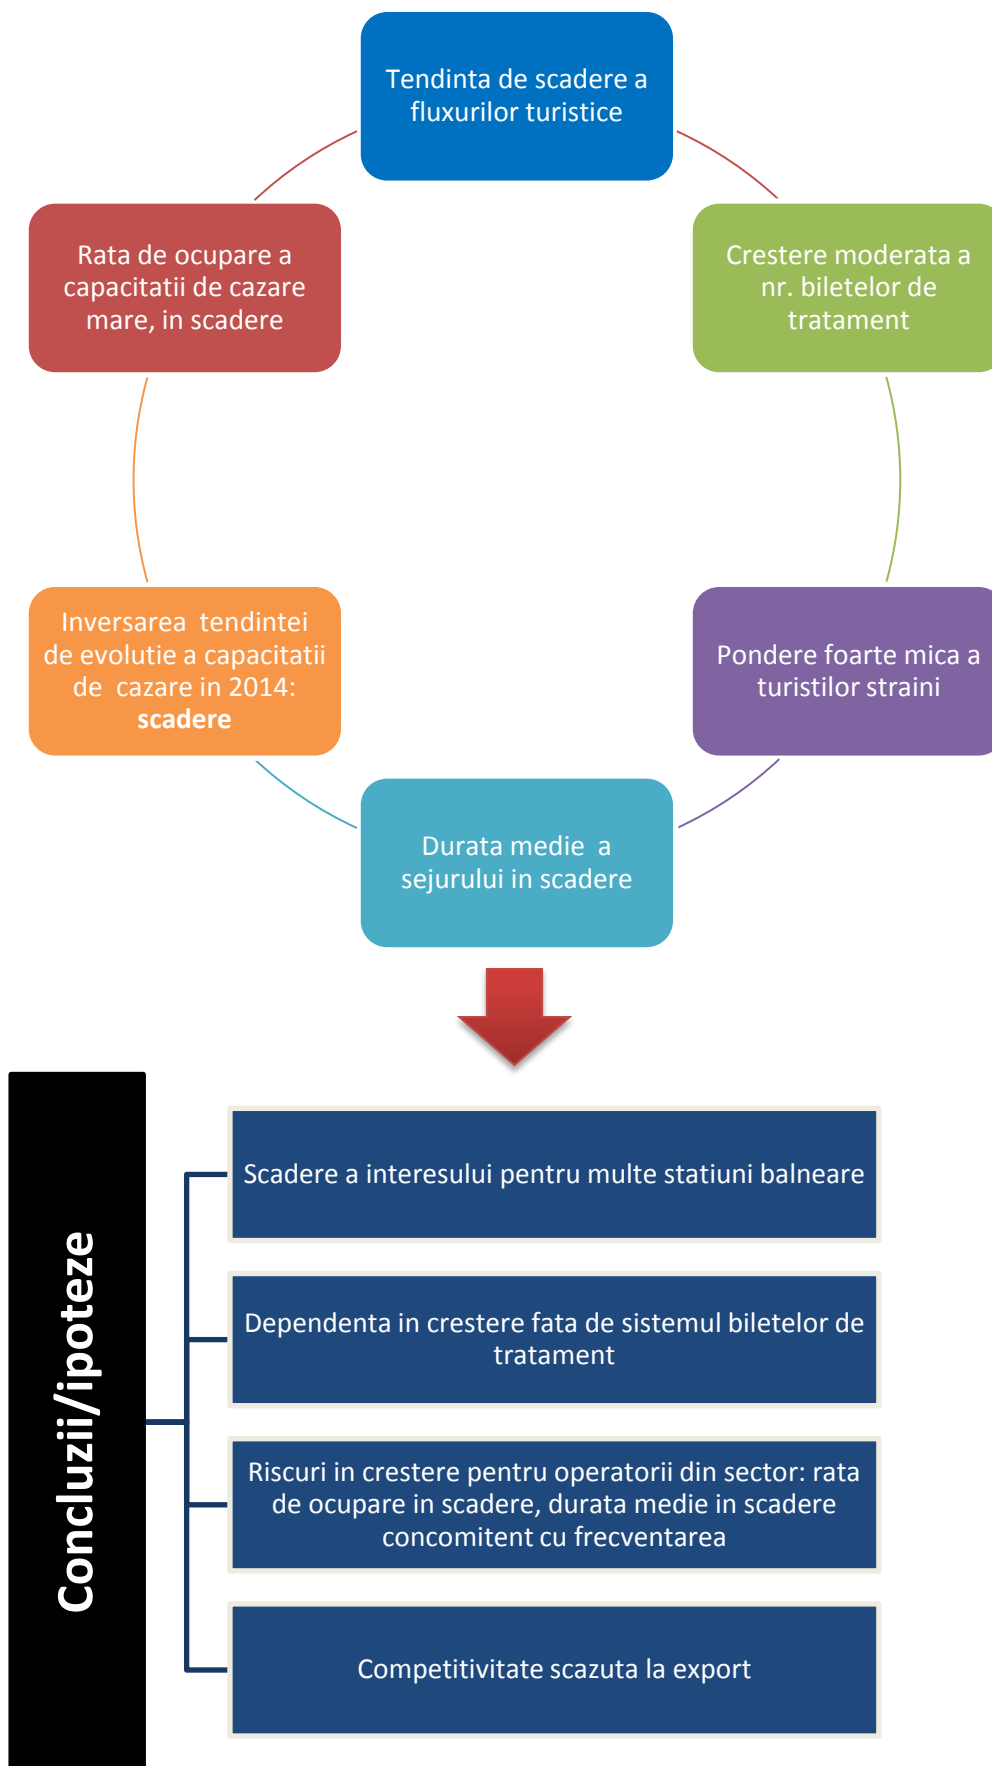 Tendinta de scadere a
fluxurilor turistice
Rata de ocupare a
capacitatii de cazare
mare, in scadere
Crestere moderata a
nr. biletelor de
tratament
Inversarea tendintei
de evolutie a capacitatii
de cazare in 2014:
scadere
Pondere foarte mica a
turistilor straini
Durata medie a
sejurului in scadere
Concluzii/ipoteze
Scadere a interesului pentru multe statiuni balneare
Dependenta in crestere fata de sistemul biletelor de
tratament
Riscuri in crestere pentru operatorii din sector: rata
de ocupare in scadere, durata medie in scadere
concomitent cu frecventarea
Competitivitate scazuta la export